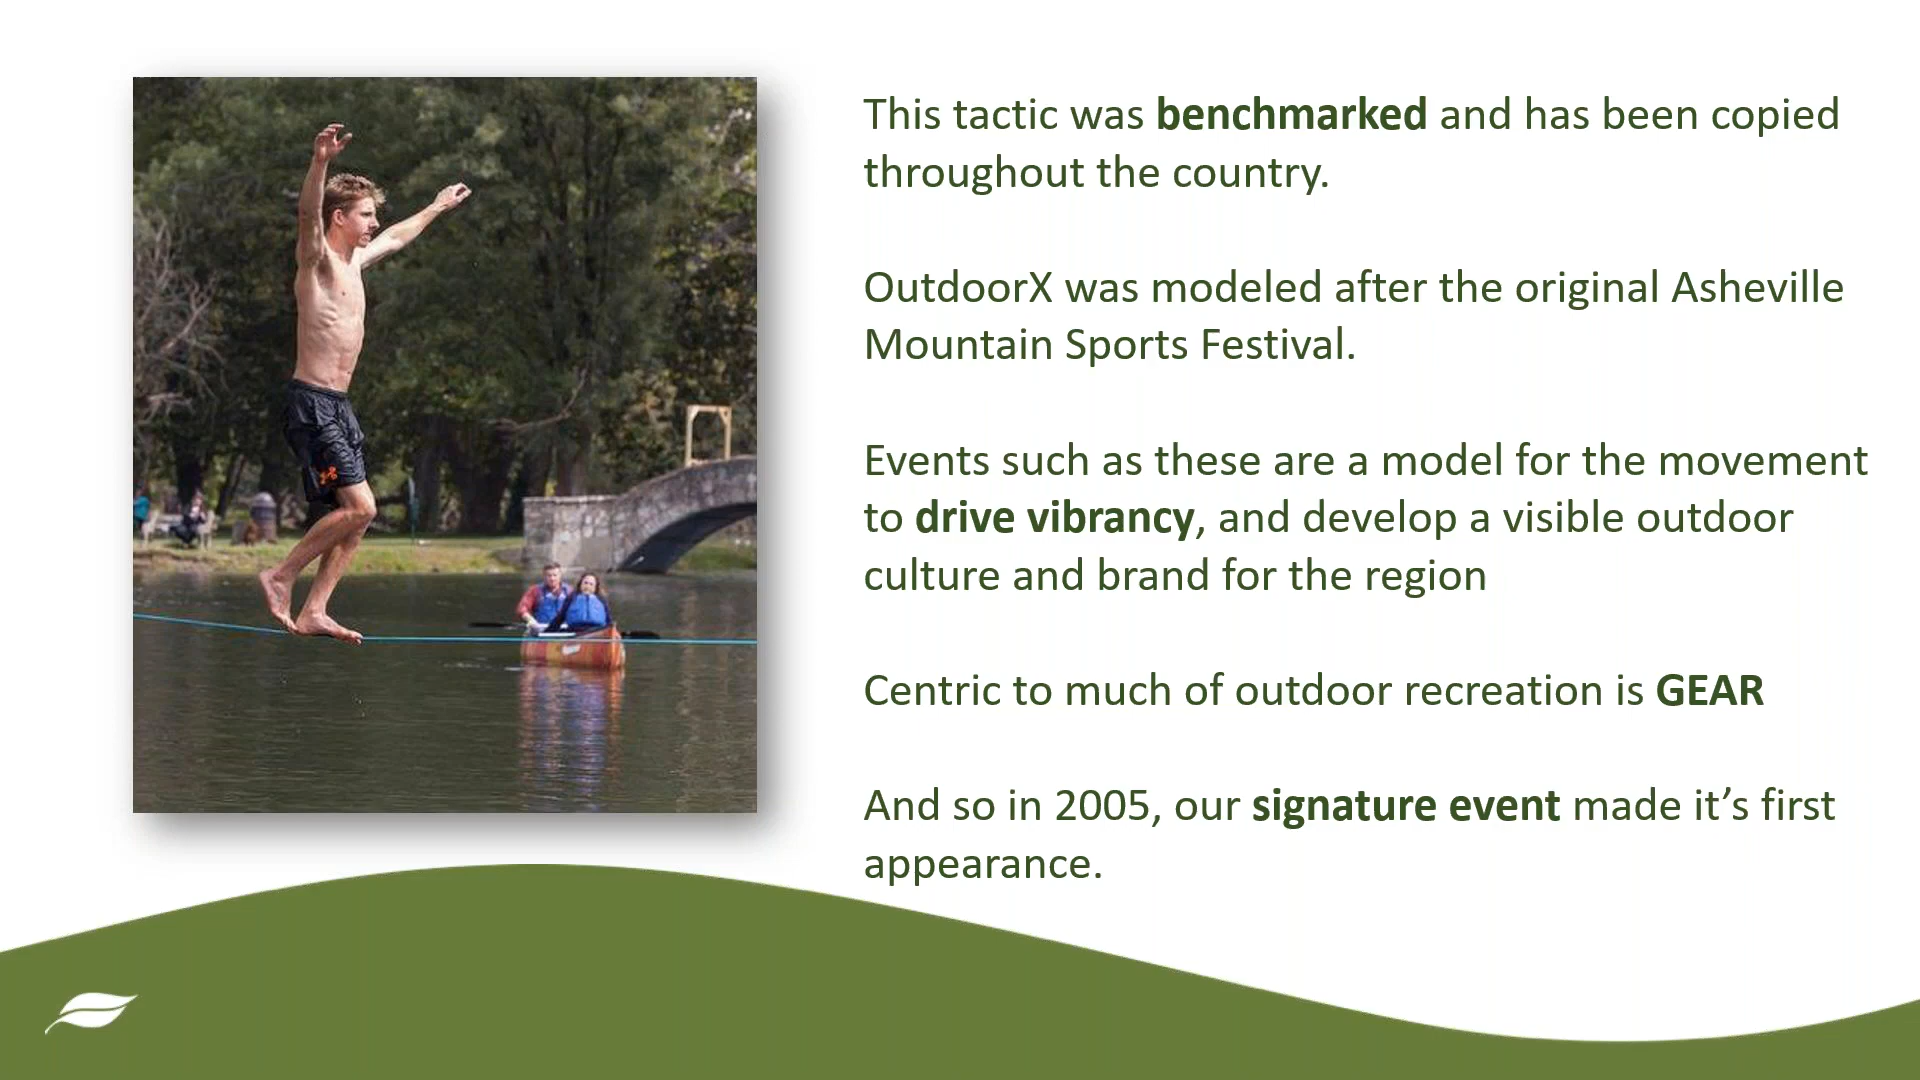 This tactic was benchmarked and has been copied
throughout the country.
OutdoorX was modeled after the original Asheville
Mountain Sports Festival.
Events such as these are a model for the movement
to drive vibrancy, and develop a visible outdoor
culture and brand for the region
Centric to much of outdoor recreation is GEAR
And so in 2005, our signature event made it’s first
appearance.